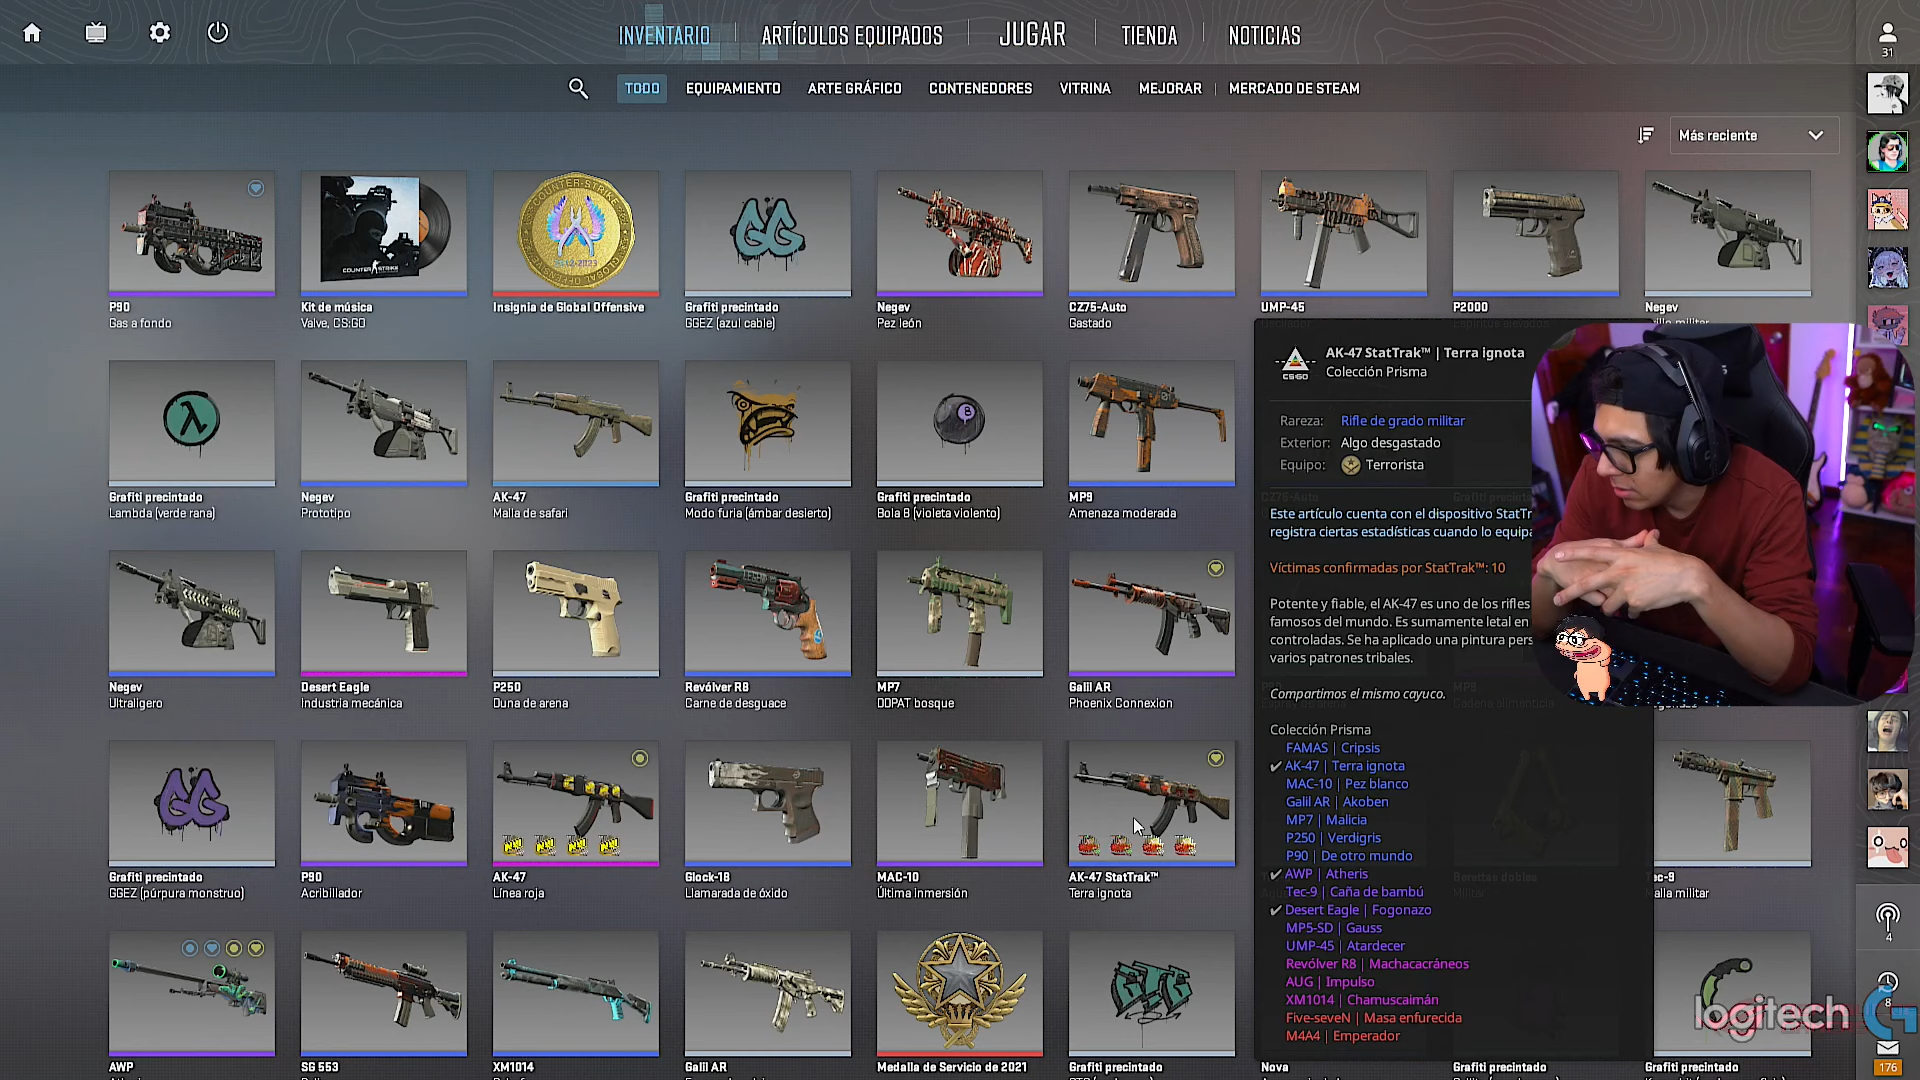 INVENTARIO
ARTÍCULOS EQUIPADOS
JUGAR
TIENDA
NOTICIAS
31
TODO
EQUIPAMIENTO
ARTE GRÁFICO
CONTENEDORES
VITRINA
MEJORAR
MERCADO DE STEAM
Más reciente
P90
Gas a fondo
Kit de música
Valve, CS:GO
Insignia de Global Offensive
Grafiti precintado
GGEZ (azul cable)
Negev
Pez león
CZ75-Auto
Gastado
UMP-45
P2000
Negev
Grafiti precintado
Lambda (verde rana)
Negev
Prototipo
AK-47
Malla de safari
Grafiti precintado
Modo furia (ámbar desierto)
Grafiti precintado
Bola 8 (violeta violento)
MP9
Amenaza moderada
Negev
Ultraligero
Desert Eagle
Industria mecánica
P250
Duna de arena
Revólver R8
Carne de desguace
MP7
DDPAT bosque
Galil AR
Phoenix Connexion
Grafiti precintado
GGEZ (púrpura monstruo)
P90
Acribillador
AK-47
Línea roja
Glock-18
Llamarada de óxido
MAC-10
Última inmersión
AK-47 StatTrak™
Terra ignota
Tec-9
Malla militar
AWP
SG 553
XM1014
Galil AR
Medalla de Servicio de 2021
Grafiti precintado
Nova
Grafiti precintado
Grafiti precintado
AK-47 StatTrak™ | Terra ignota
Colección Prisma
Rareza: Rifle de grado militar
Exterior: Algo desgastado
Equipo: Terrorista
Este artículo cuenta con el dispositivo StatTr
registra ciertas estadísticas cuando lo equipa
Víctimas confirmadas por StatTrak™: 10
Potente y fiable, el AK-47 es uno de los rifles
famosos del mundo. Es sumamente letal en
controladas. Se ha aplicado una pintura pers
varios patrones tribales.
Compartimos el mismo cayuco.
Colección Prisma
FAMAS | Cripsis
✔ AK-47 | Terra ignota
MAC-10 | Pez blanco
Galil AR | Akoben
MP7 | Malicia
P250 | Verdigris
P90 | De otro mundo
✔ AWP | Atheris
Tec-9 | Caña de bambú
✔ Desert Eagle | Fogonazo
MP5-SD | Gauss
UMP-45 | Atardecer
Revólver R8 | Machacacráneos
AUG | Impulso
XM1014 | Chamuscaimán
Five-seveN | Masa enfurecida
M4A4 | Emperador
4
8
logitech G
176